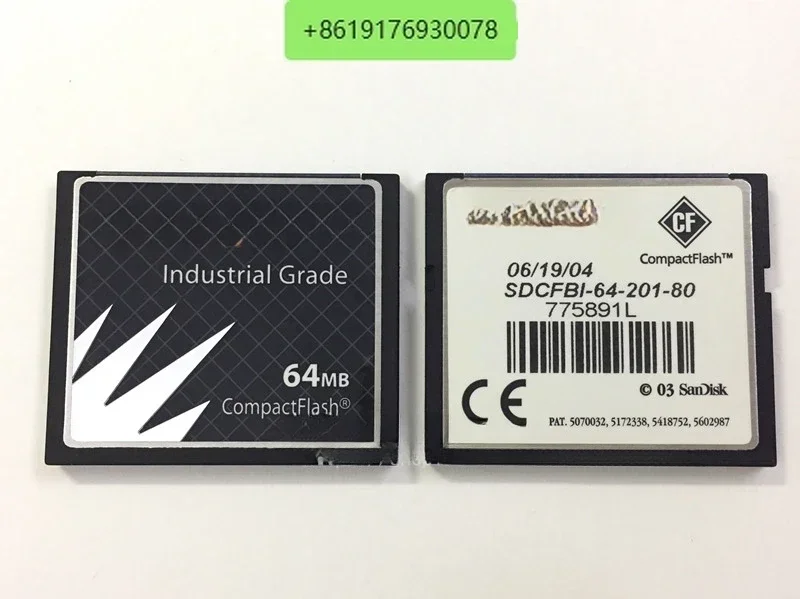 +8619176930078
Industrial Grade
64MB
CompactFlash®
CF
CompactFlash™
06/19/04
SDCFBI-64-201-80
775891L
CE
© 03 SanDisk
PAT. 5070032, 5172338, 5418752, 5602987